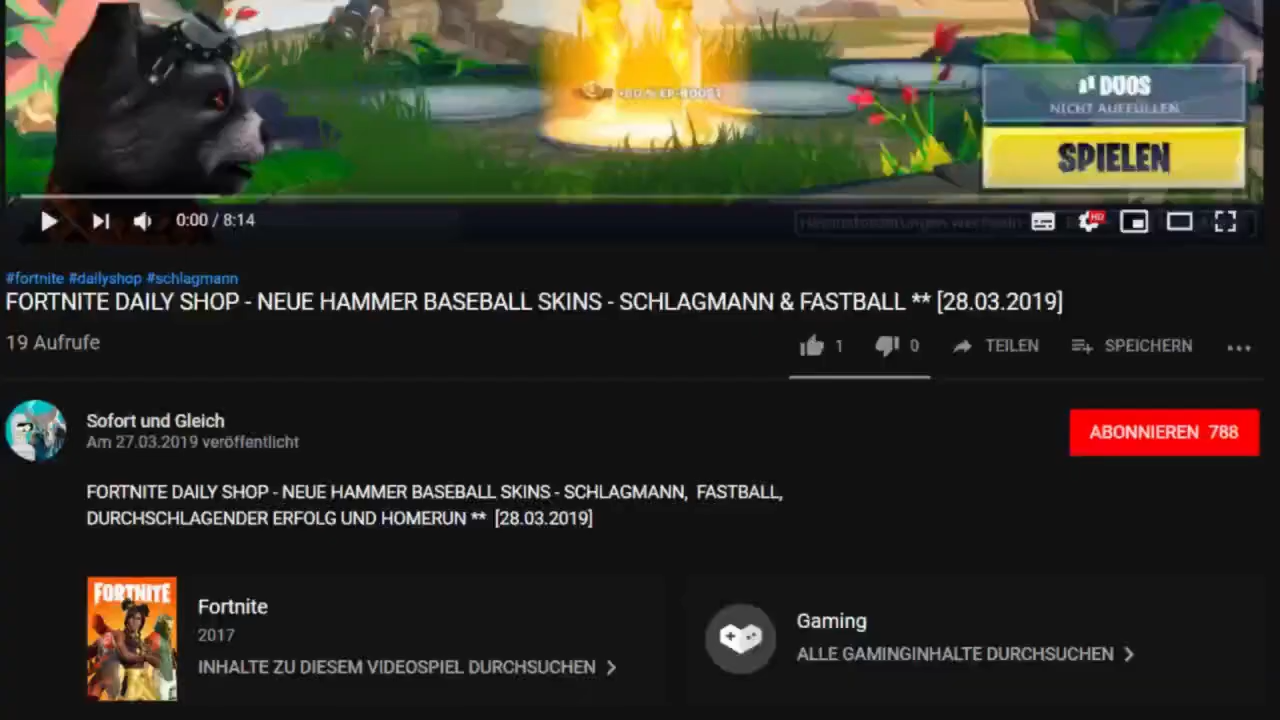 DUOS
NICHT AUFFÜLLEN
SPIELEN
0:00 / 8:14
HD
#fortnite #dailyshop #schlagmann
FORTNITE DAILY SHOP - NEUE HAMMER BASEBALL SKINS - SCHLAGMANN & FASTBALL ** [28.03.2019]
19 Aufrufe
1 0 TEILEN SPEICHERN
Sofort und Gleich
Am 27.03.2019 veröffentlicht
ABONNIEREN 788
FORTNITE DAILY SHOP - NEUE HAMMER BASEBALL SKINS - SCHLAGMANN, FASTBALL,
DURCHSCHLAGENDER ERFOLG UND HOMERUN ** [28.03.2019]
FORTNITE
Fortnite
2017
INHALTE ZU DIESEM VIDEOSPIEL DURCHSUCHEN
Gaming
ALLE GAMINGINHALTE DURCHSUCHEN